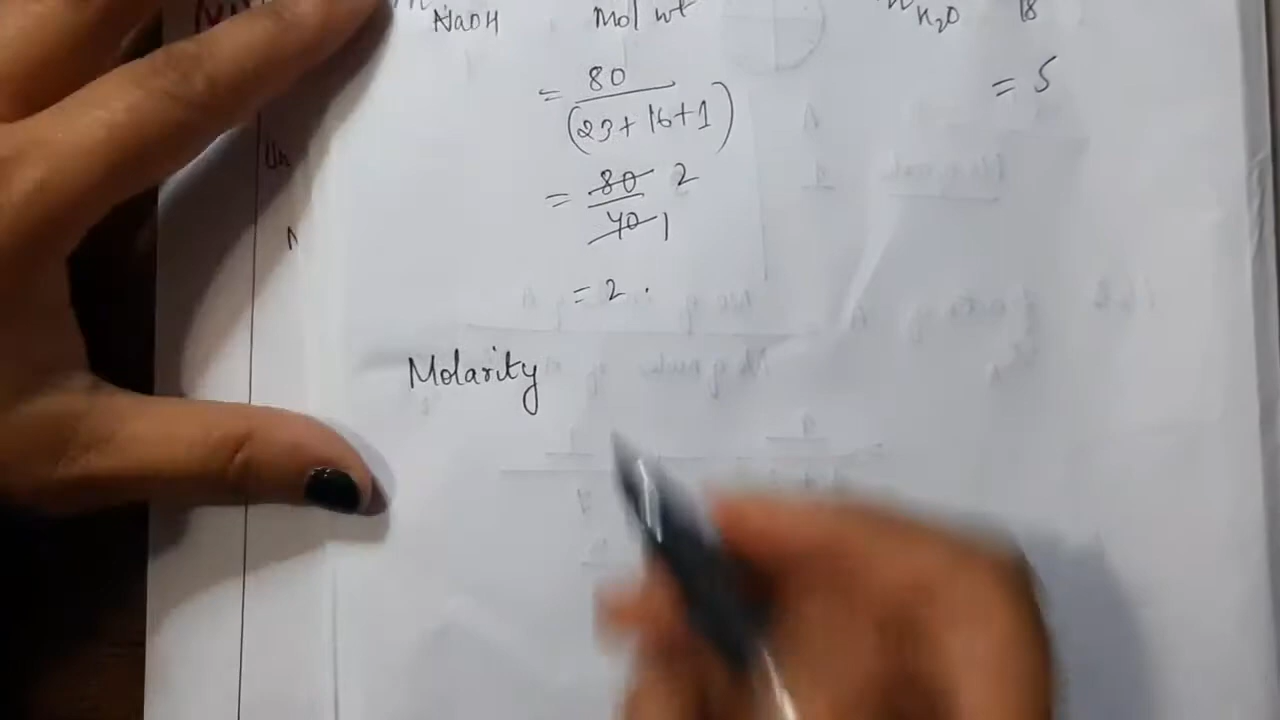 n NaOH Mol wt n H₂O 18
= 80 / (23+16+1) = 5
= 80 2 / 40 1
= 2 .
Molarity